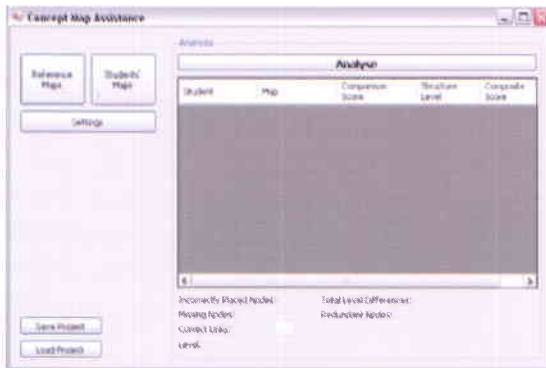 Concept Map Assistance
Analysis
Analyse
Reference Maps
Students' Maps
Settings
Student Map Comparison Score Structure Level Composite Score
Incorrectly Placed Nodes: Total Level Differences:
Missing Nodes: Redundant Nodes:
Correct Links:
Level:
Save Project
Load Project